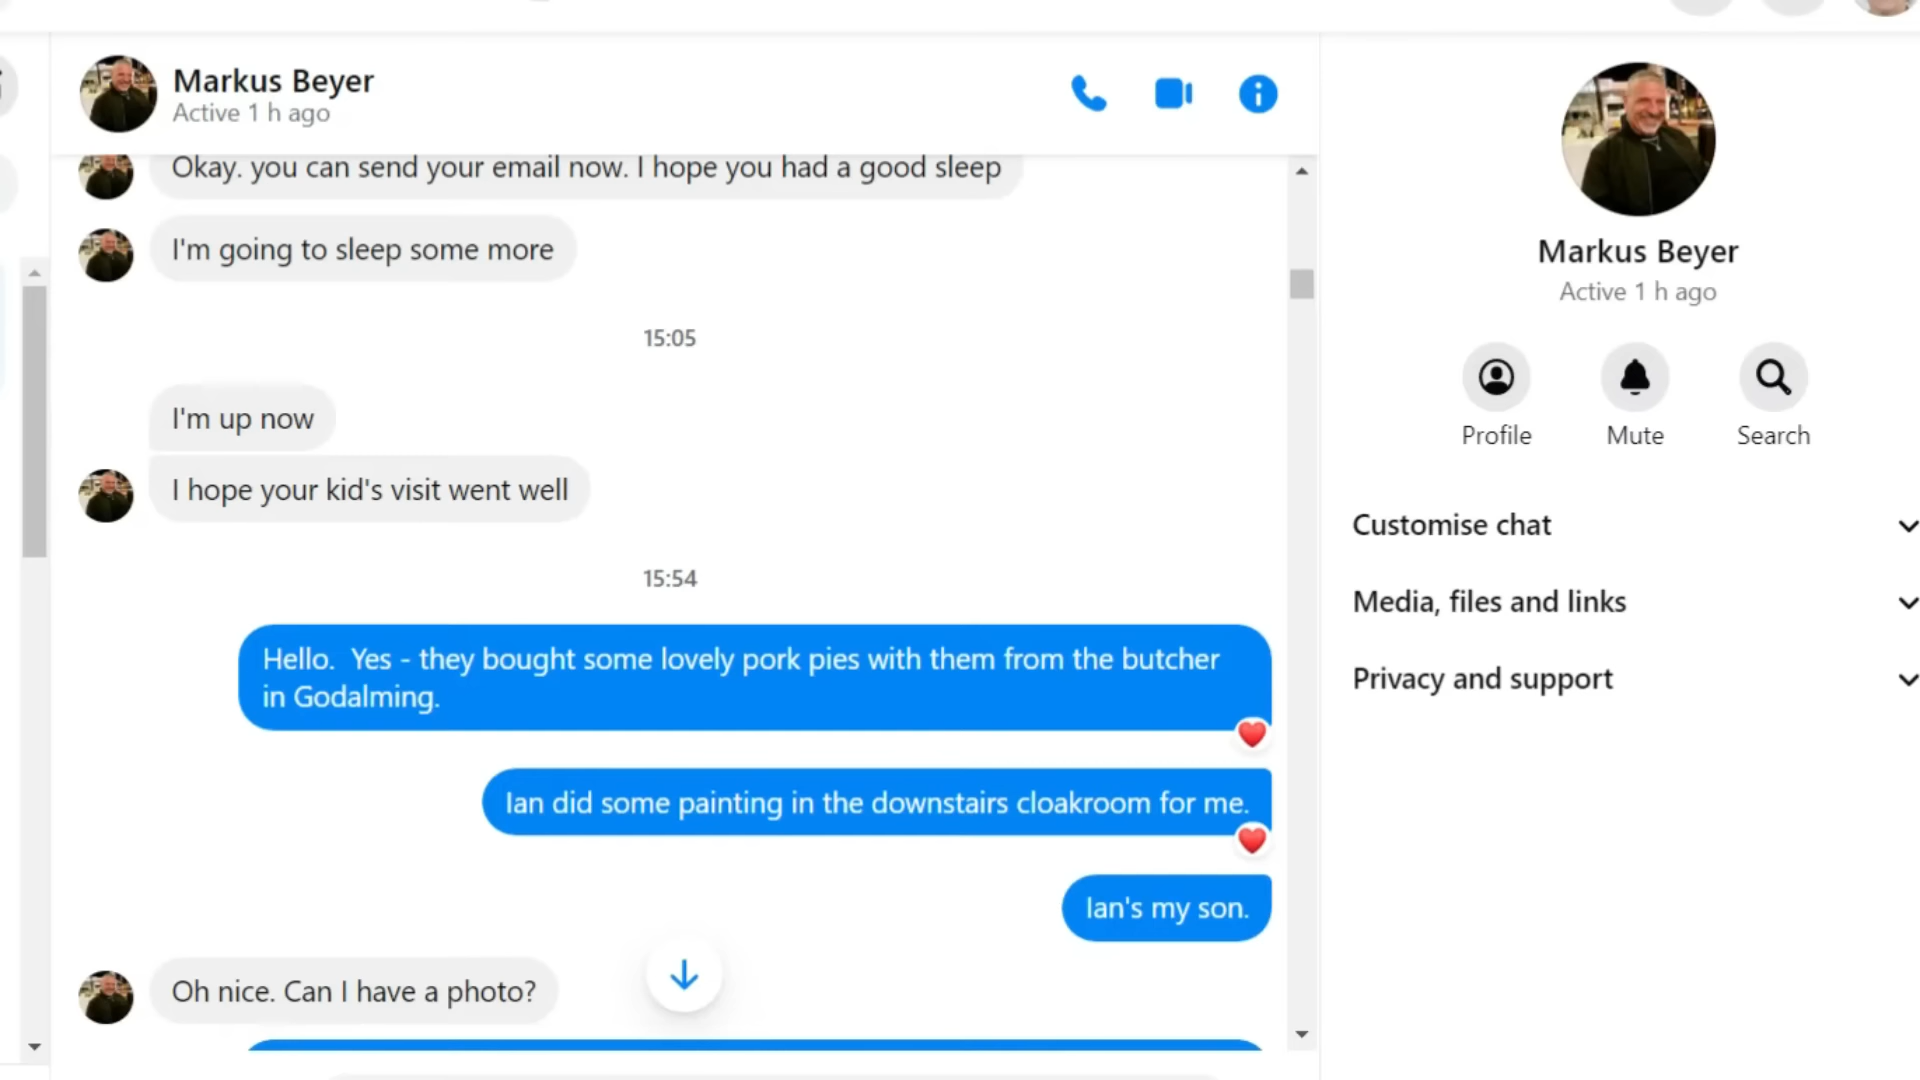 Markus Beyer
Active 1 h ago
Okay. you can send your email now. I hope you had a good sleep
I'm going to sleep some more
15:05
I'm up now
I hope your kid's visit went well
15:54
Hello.  Yes - they bought some lovely pork pies with them from the butcher
in Godalming.
Ian did some painting in the downstairs cloakroom for me.
Ian's my son.
Oh nice. Can I have a photo?
Markus Beyer
Active 1 h ago
Profile
Mute
Search
Customise chat
Media, files and links
Privacy and support